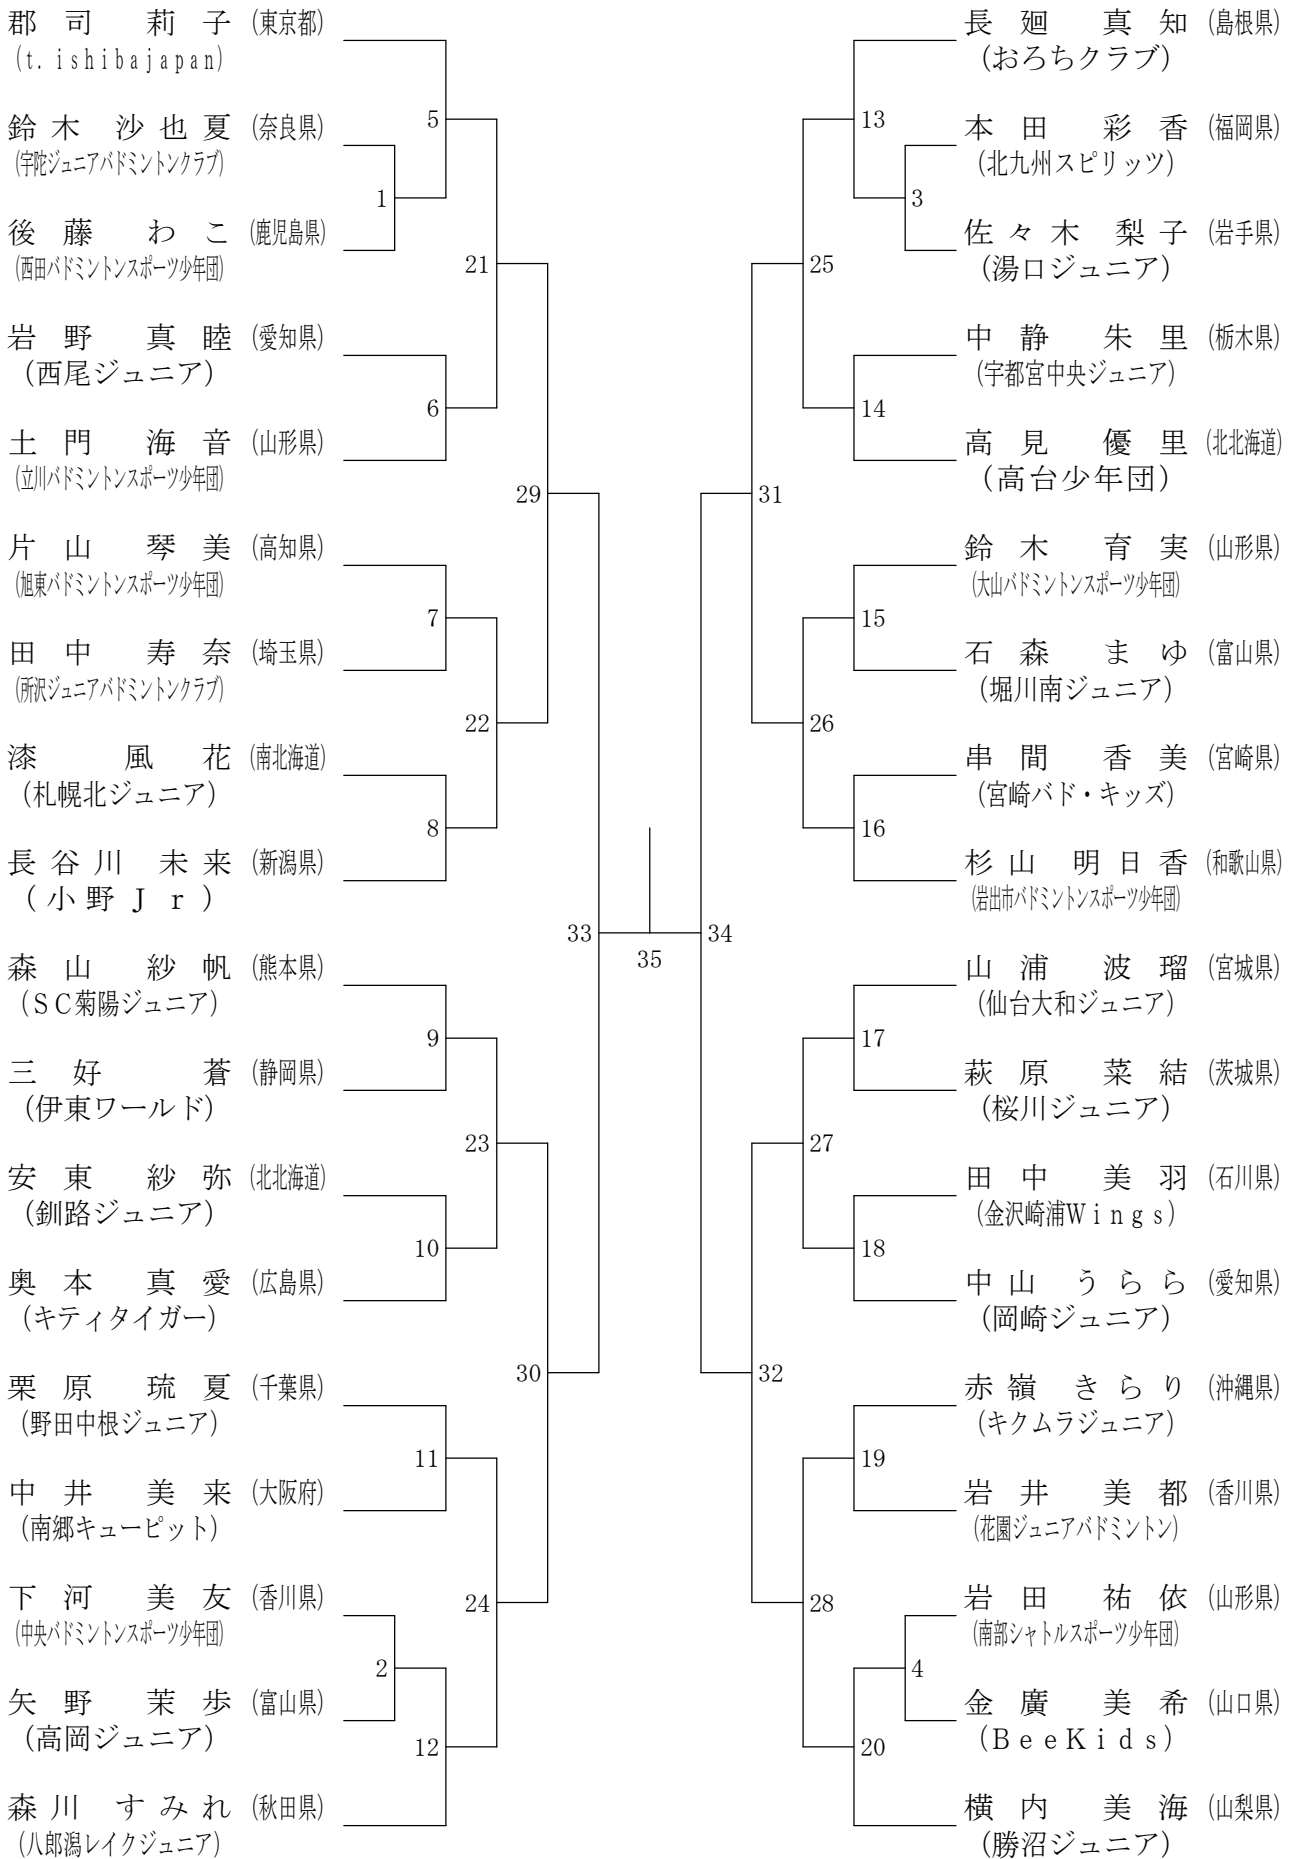 郡司 莉子 (東京都)
(t.ishibajapan)
鈴木 沙也夏 (奈良県)
(宇陀ジュニアバドミントンクラブ)
後藤 わこ (鹿児島県)
(西田バドミントンスポーツ少年団)
岩野 真睦 (愛知県)
(西尾ジュニア)
土門 海音 (山形県)
(立川バドミントンスポーツ少年団)
片山 琴美 (高知県)
(旭東バドミントンスポーツ少年団)
田中 寿奈 (埼玉県)
(所沢ジュニアバドミントンクラブ)
漆 風花 (南北海道)
(札幌北ジュニア)
長谷川 未来 (新潟県)
(小野Jr)
森山 紗帆 (熊本県)
(SC菊陽ジュニア)
三好 蒼 (静岡県)
(伊東ワールド)
安東 紗弥 (北北海道)
(釧路ジュニア)
奥本 真愛 (広島県)
(キティタイガー)
栗原 琉夏 (千葉県)
(野田中根ジュニア)
中井 美来 (大阪府)
(南郷キューピット)
下河 美友 (香川県)
(中央バドミントンスポーツ少年団)
矢野 茉歩 (富山県)
(高岡ジュニア)
森川 すみれ (秋田県)
(八郎潟レイクジュニア)
1
2
5
6
7
8
9
10
11
12
21
22
23
24
29
30
33
35
34
31
32
25
26
27
28
13
14
15
16
17
18
19
20
3
4
長廻 真知 (島根県)
(おろちクラブ)
本田 彩香 (福岡県)
(北九州スピリッツ)
佐々木 梨子 (岩手県)
(湯口ジュニア)
中静 朱里 (栃木県)
(宇都宮中央ジュニア)
高見 優里 (北北海道)
(高台少年団)
鈴木 育実 (山形県)
(大山バドミントンスポーツ少年団)
石森 まゆ (富山県)
(堀川南ジュニア)
串間 香美 (宮崎県)
(宮崎バド・キッズ)
杉山 明日香 (和歌山県)
(岩出市バドミントンスポーツ少年団)
山浦 波瑠 (宮城県)
(仙台大和ジュニア)
萩原 菜結 (茨城県)
(桜川ジュニア)
田中 美羽 (石川県)
(金沢崎浦Wings)
中山 うらら (愛知県)
(岡崎ジュニア)
赤嶺 きらり (沖縄県)
(キクムラジュニア)
岩井 美都 (香川県)
(花園ジュニアバドミントン)
岩田 祐依 (山形県)
(南部シャトルスポーツ少年団)
金廣 美希 (山口県)
(BeeKids)
横内 美海 (山梨県)
(勝沼ジュニア)